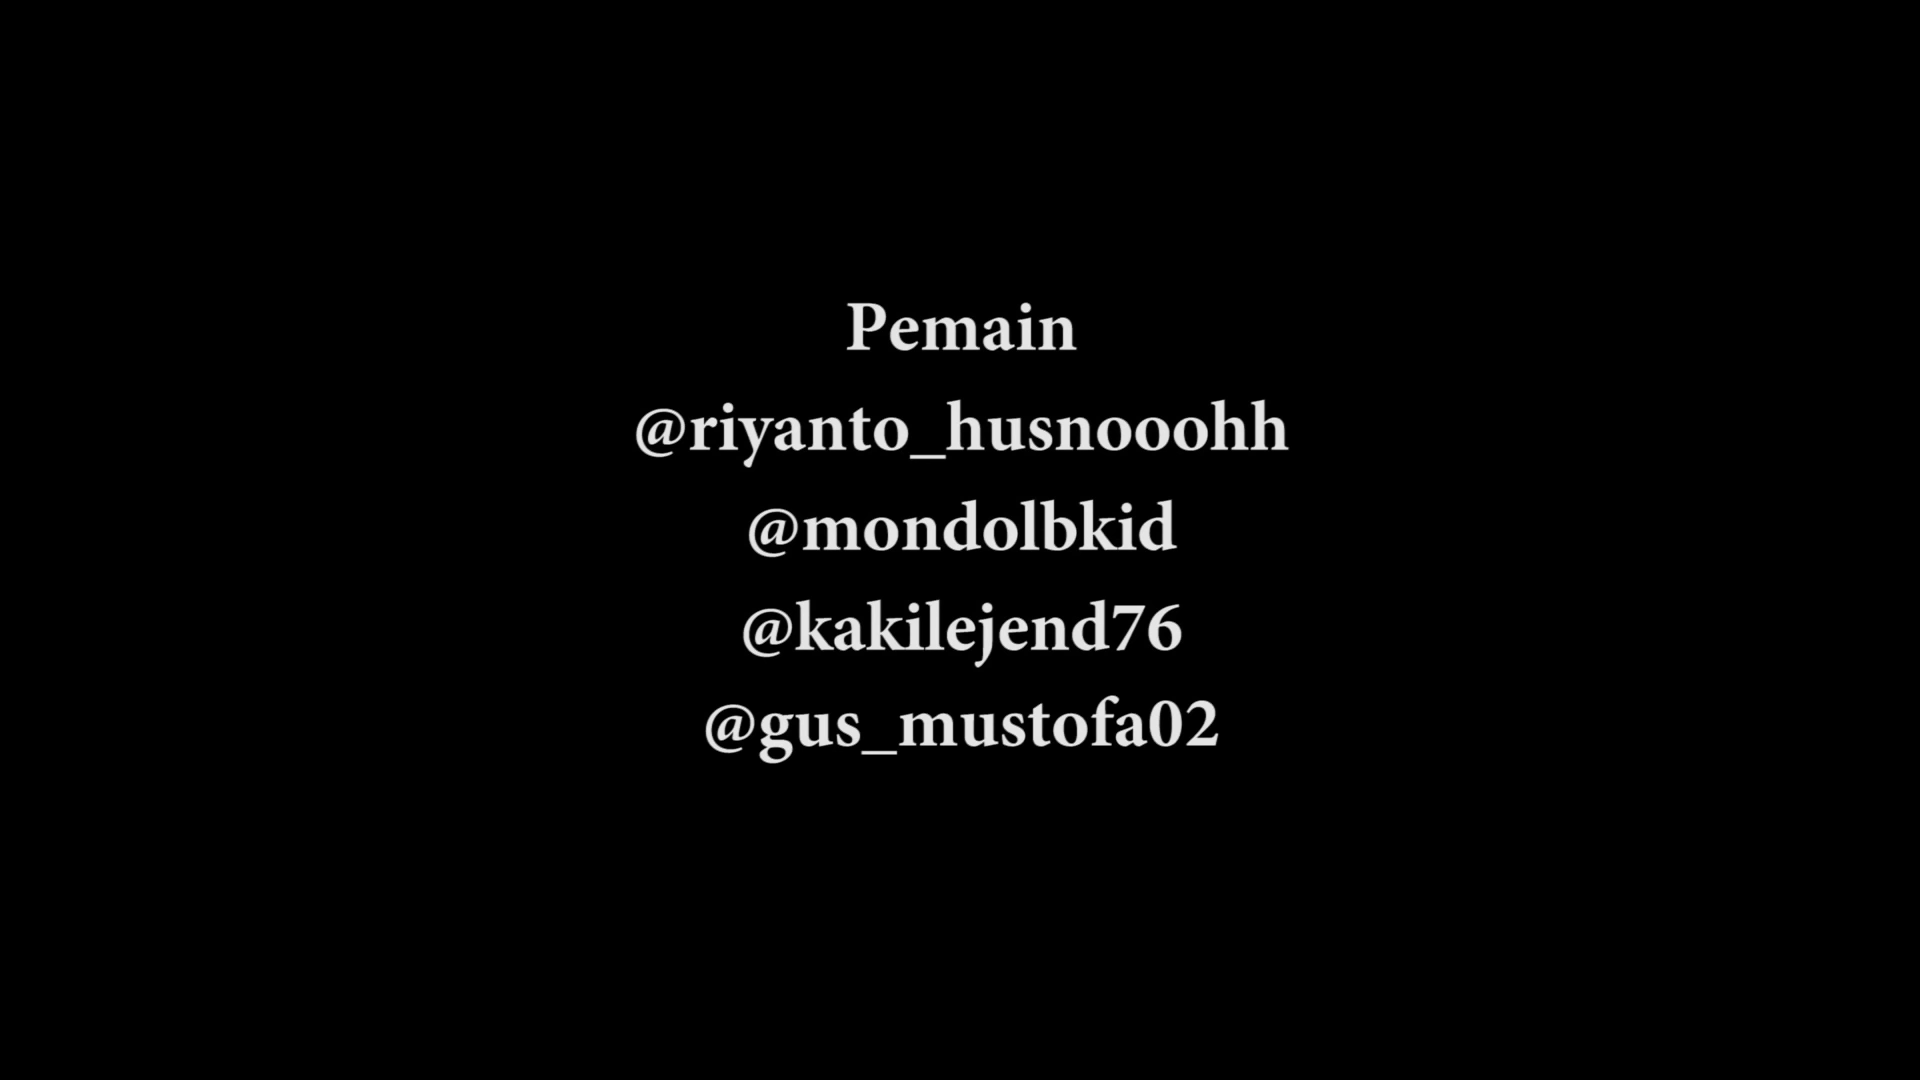 Pemain
@riyanto_husnooohh
@mondolbkid
@kakilejend76
@gus_mustofa02